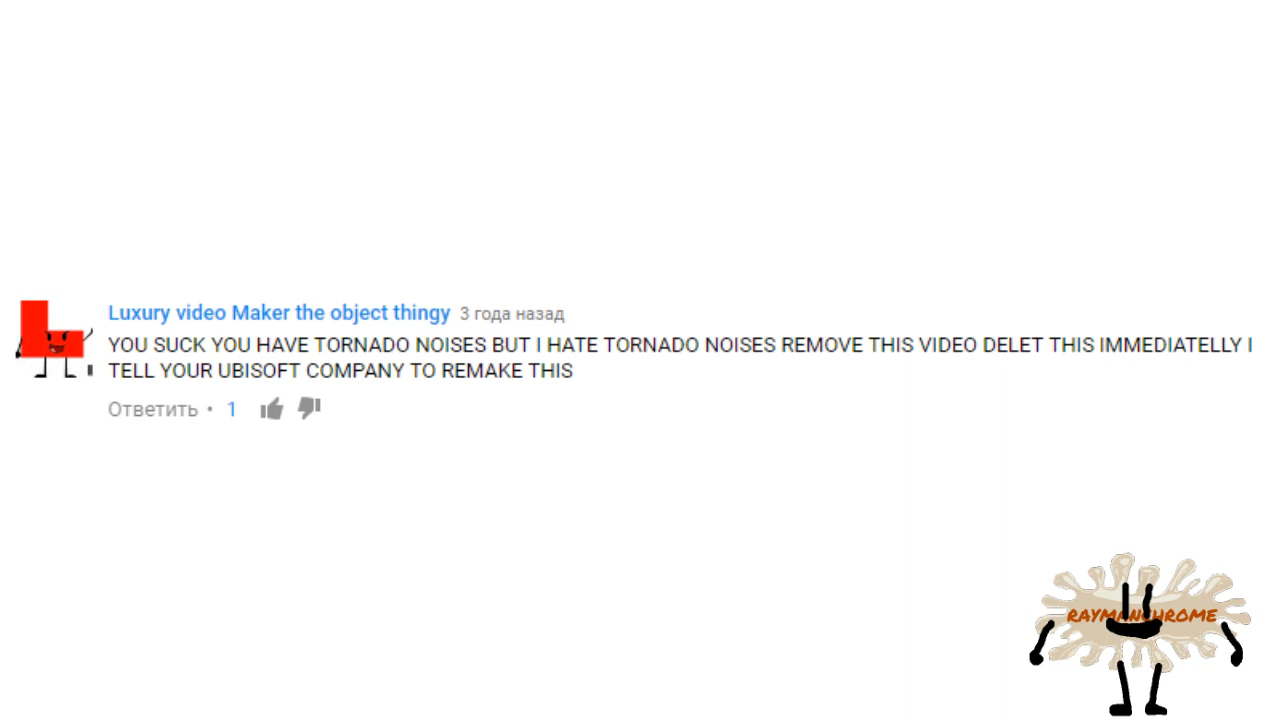 Luxury video Maker the object thingy 3 года назад
YOU SUCK YOU HAVE TORNADO NOISES BUT I HATE TORNADO NOISES REMOVE THIS VIDEO DELET THIS IMMEDIATELLY I
TELL YOUR UBISOFT COMPANY TO REMAKE THIS
Ответить • 1
RAYMANCHROME